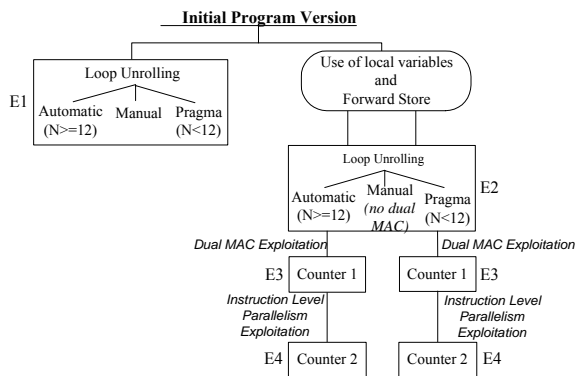 Initial Program Version
E1
Loop Unrolling
Automatic
(N>=12)
Manual
Pragma
(N<12)
Use of local variables
and
Forward Store
Loop Unrolling
Automatic
(N>=12)
Manual
(no dual
MAC)
Pragma
(N<12)
E2
Dual MAC Exploitation
Dual MAC Exploitation
E3
Counter 1
Counter 1
E3
Instruction Level
Parallelism
Exploitation
Instruction Level
Parallelism
Exploitation
E4
Counter 2
Counter 2
E4